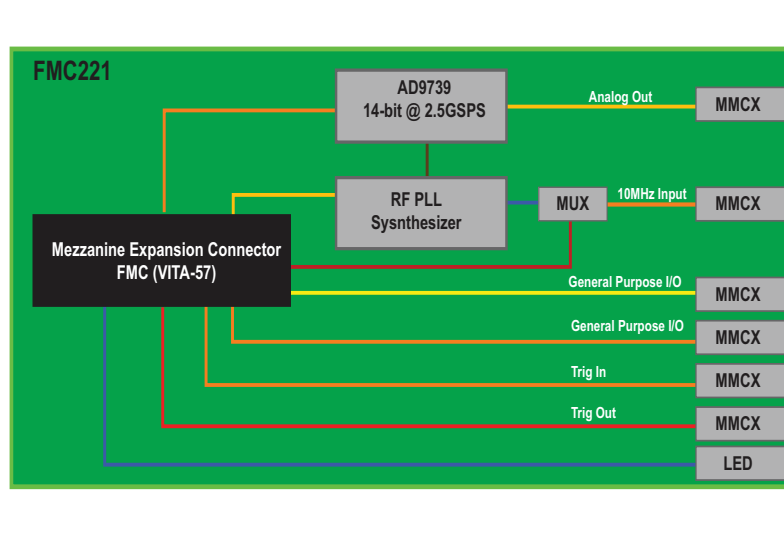 FMC221
AD9739
14-bit @ 2.5GSPS
Analog Out
MMCX
RF PLL
Sysnthesizer
MUX
10MHz Input
MMCX
Mezzanine Expansion Connector
FMC (VITA-57)
General Purpose I/O
MMCX
General Purpose I/O
MMCX
Trig In
MMCX
Trig Out
MMCX
LED